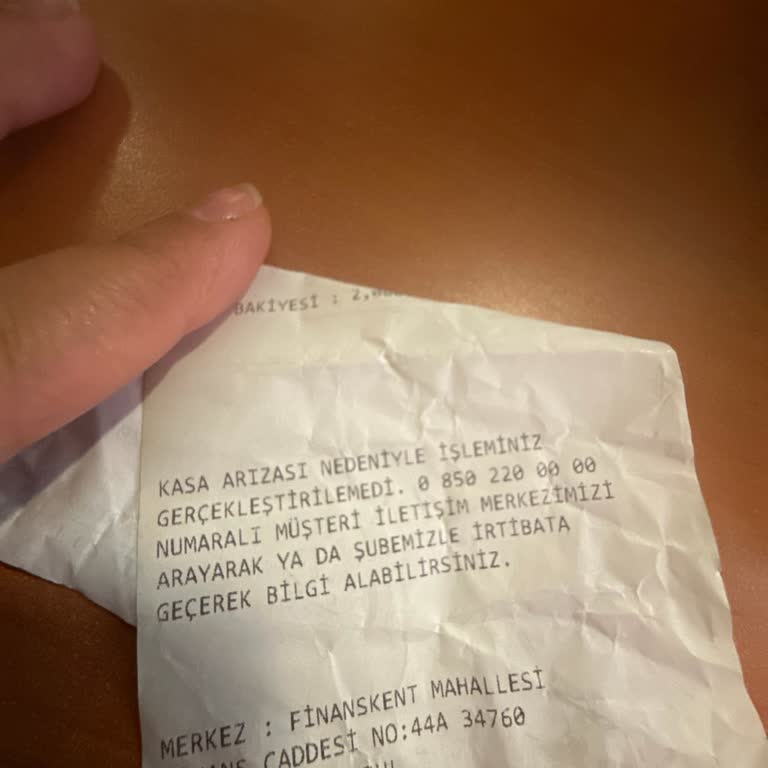 BAKİYESİ : 2,
KASA ARIZASI NEDENİYLE İŞLEMİNİZ
GERÇEKLEŞTİRİLEMEDİ. 0 850 220 00 00
NUMARALI MÜŞTERİ İLETİŞİM MERKEZİMİZİ
ARAYARAK YA DA ŞUBEMİZLE İRTİBATA
GEÇEREK BİLGİ ALABİLİRSİNİZ.
MERKEZ : FİNANSKENT MAHALLESİ
CADDESİ NO:44A 34760